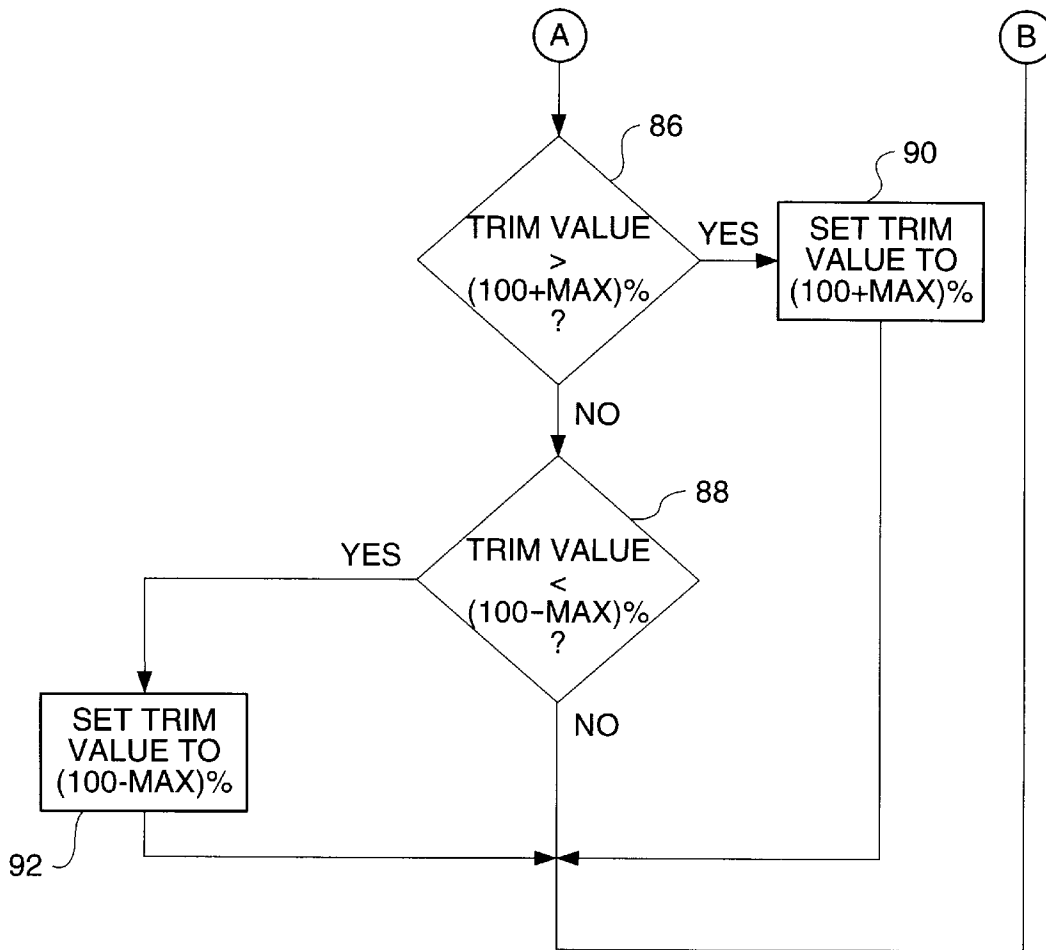 A
B
86
TRIM VALUE
>
(100+MAX)%
?
YES
90
SET TRIM
VALUE TO
(100+MAX)%
NO
88
YES
TRIM VALUE
<
(100-MAX)%
?
SET TRIM
VALUE TO
(100-MAX)%
NO
92